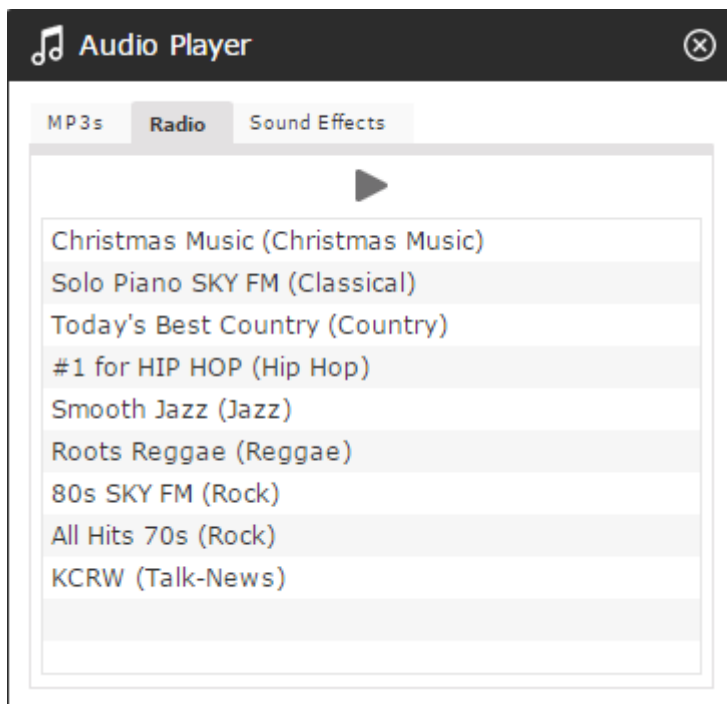 Audio Player
MP3s Radio Sound Effects
Christmas Music (Christmas Music)
Solo Piano SKY FM (Classical)
Today's Best Country (Country)
#1 for HIP HOP (Hip Hop)
Smooth Jazz (Jazz)
Roots Reggae (Reggae)
80s SKY FM (Rock)
All Hits 70s (Rock)
KCRW (Talk-News)